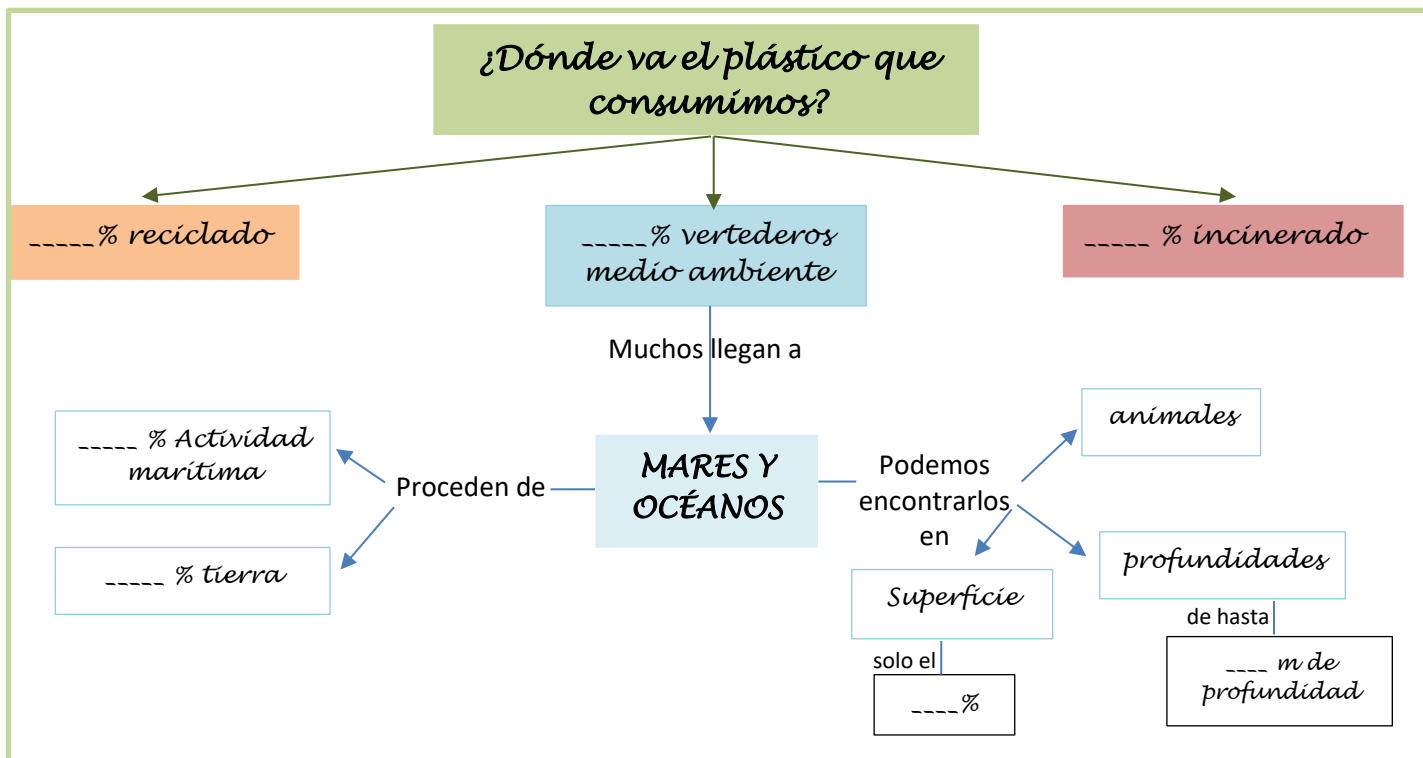 ¿Dónde va el plástico que
consumimos?
_____% reciclado
_____% vertederos
medio ambiente
_____ % incinerado
Muchos llegan a
_____ % Actividad
marítima
Proceden de
_____ % tierra
MARES Y
OCÉANOS
Podemos
encontrarlos
en
animales
Superficie
solo el
____%
profundidades
de hasta
____ m de
profundidad